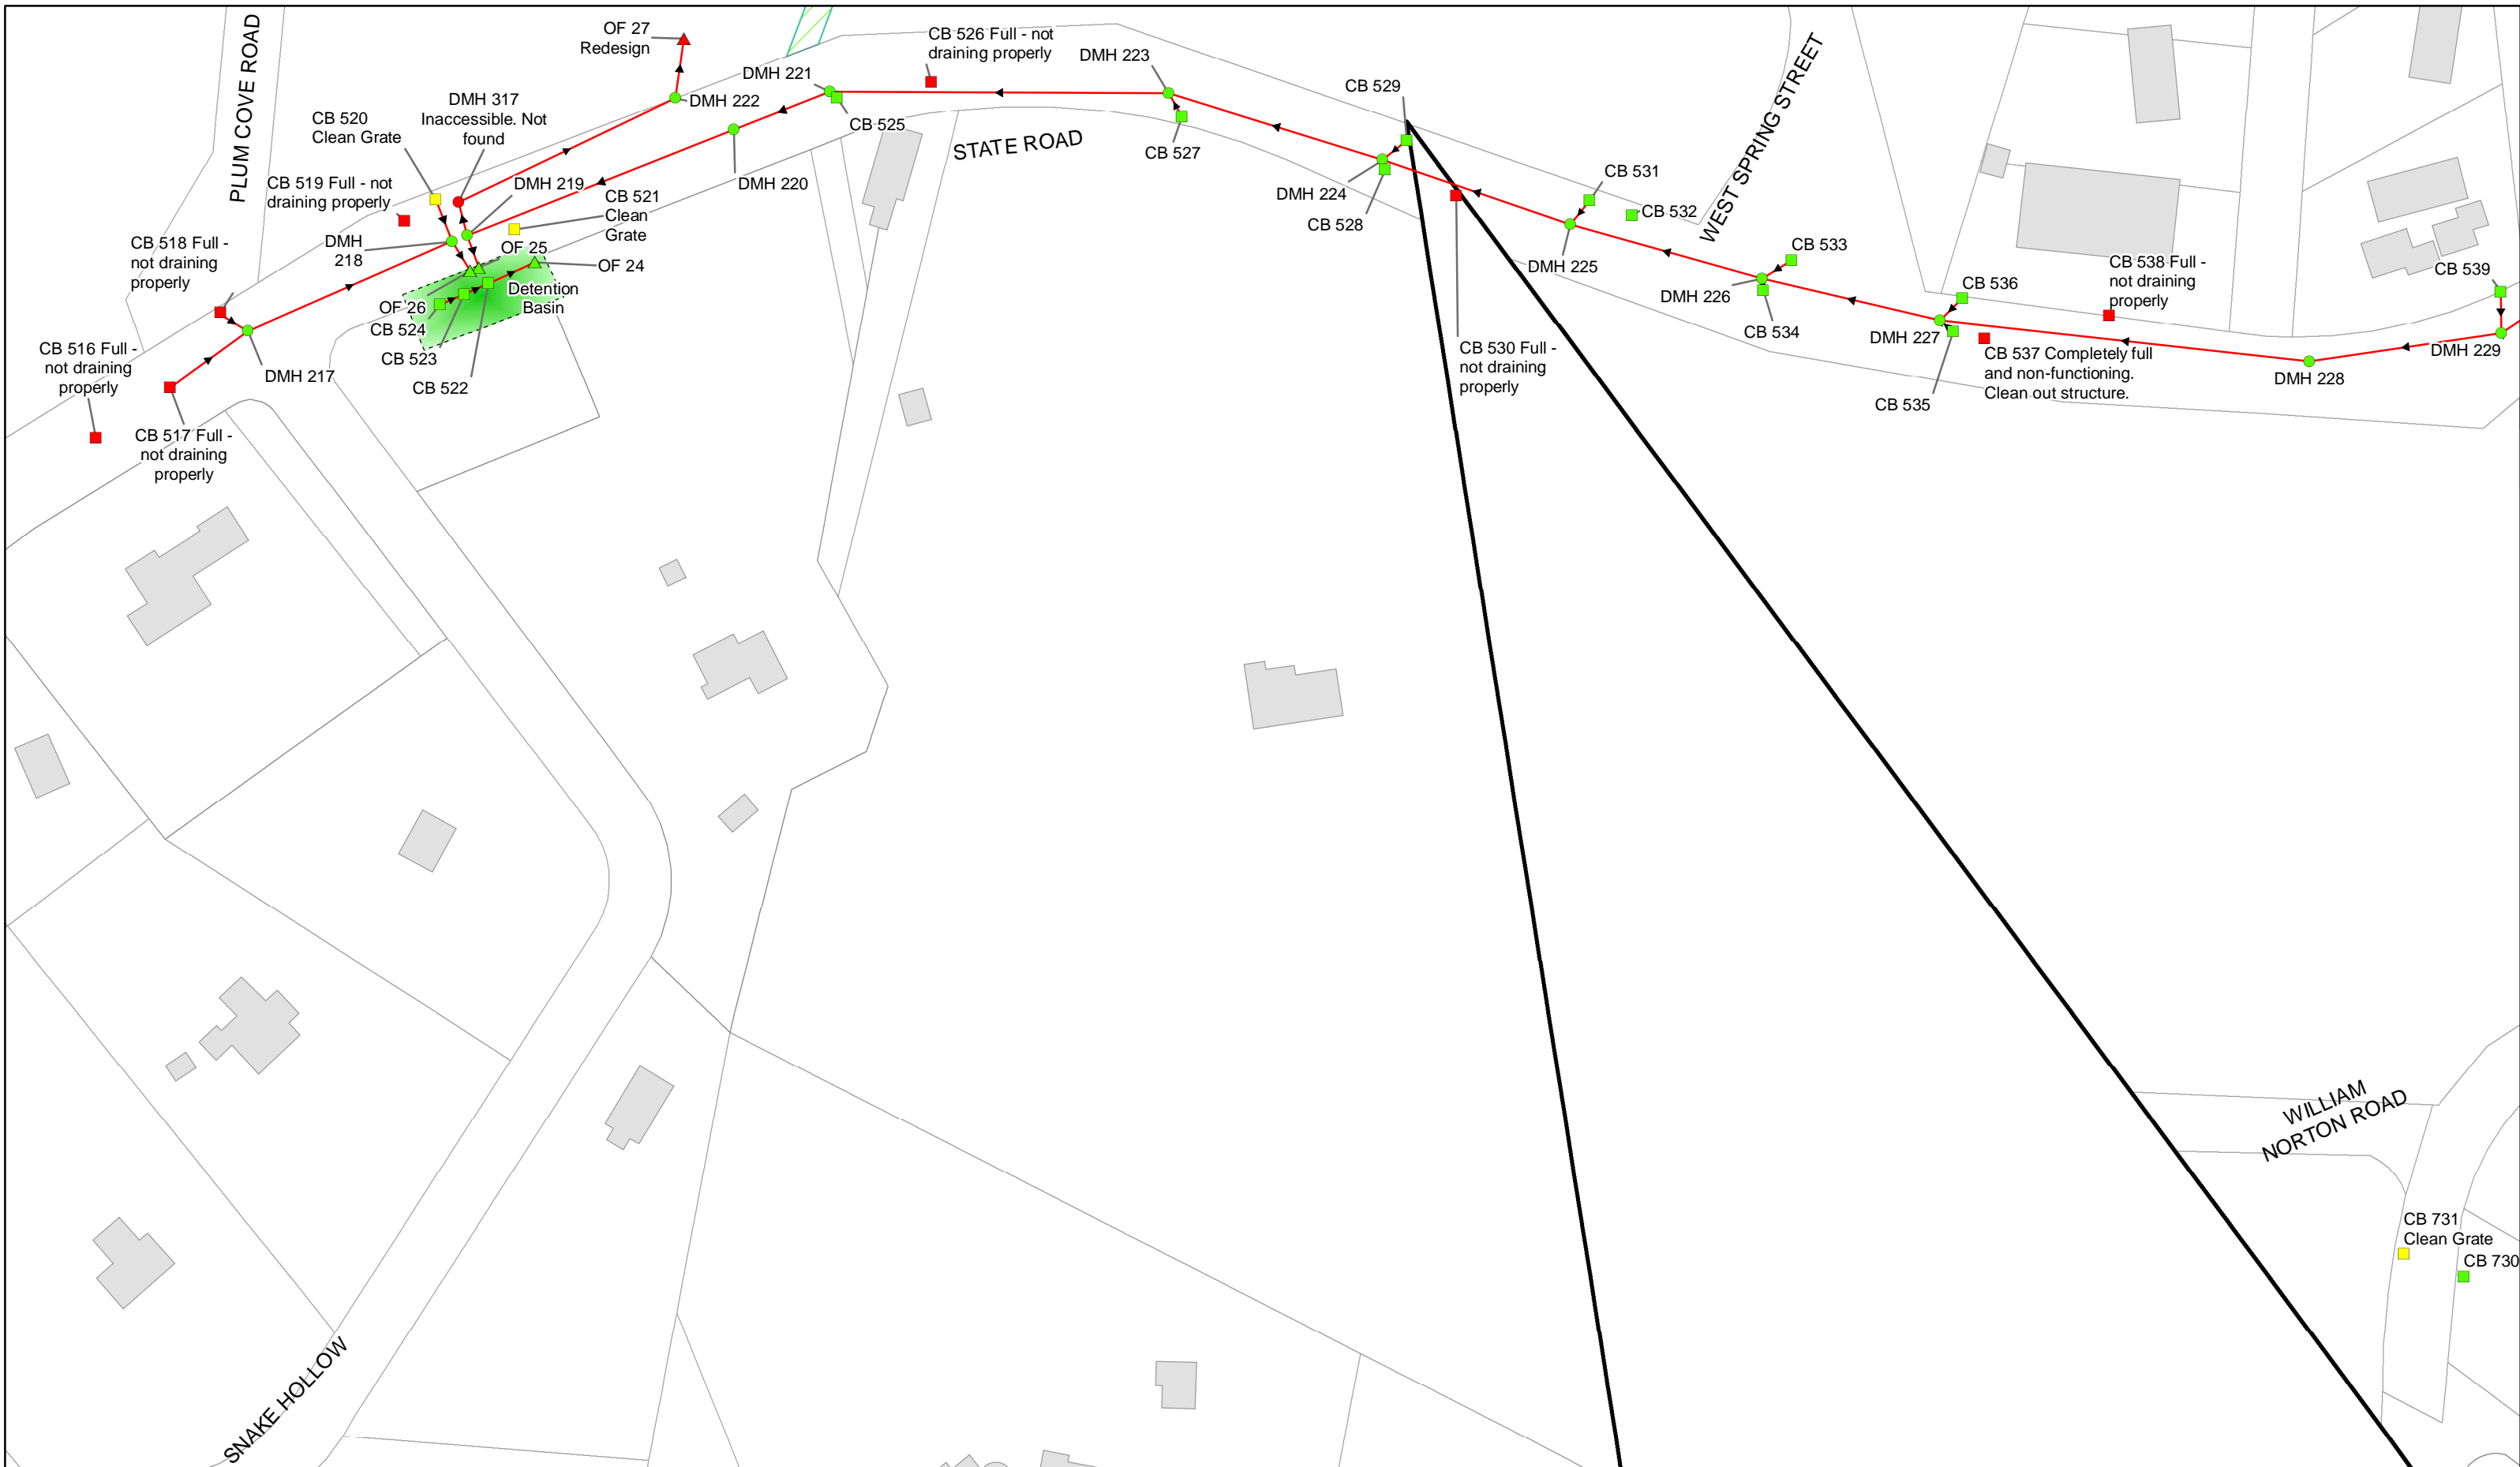 PLUM COVE ROAD
OF 27
Redesign
CB 526 Full - not
draining properly
DMH 223
DMH 221
DMH 222
DMH 317
Inaccessible. Not
found
CB 520
Clean Grate
CB 525
CB 529
WEST SPRING STREET
STATE ROAD
CB 527
CB 519 Full - not
draining properly
DMH 219
DMH 220
CB 521
Clean
Grate
DMH 224
CB 528
CB 531
CB 532
CB 518 Full -
not draining
properly
DMH
218
OF 25
OF 24
DMH 225
CB 533
DMH 226
CB 534
CB 536
CB 538 Full -
not draining
properly
CB 539
Detention
Basin
OF 26
CB 524
CB 523
CB 522
CB 516 Full -
not draining
properly
DMH 217
CB 530 Full -
not draining
properly
DMH 227
CB 537 Completely full
and non-functioning.
Clean out structure.
DMH 229
DMH 228
CB 535
CB 517 Full -
not draining
properly
WILLIAM
NORTON ROAD
CB 731
Clean Grate
CB 730
SNAKE HOLLOW